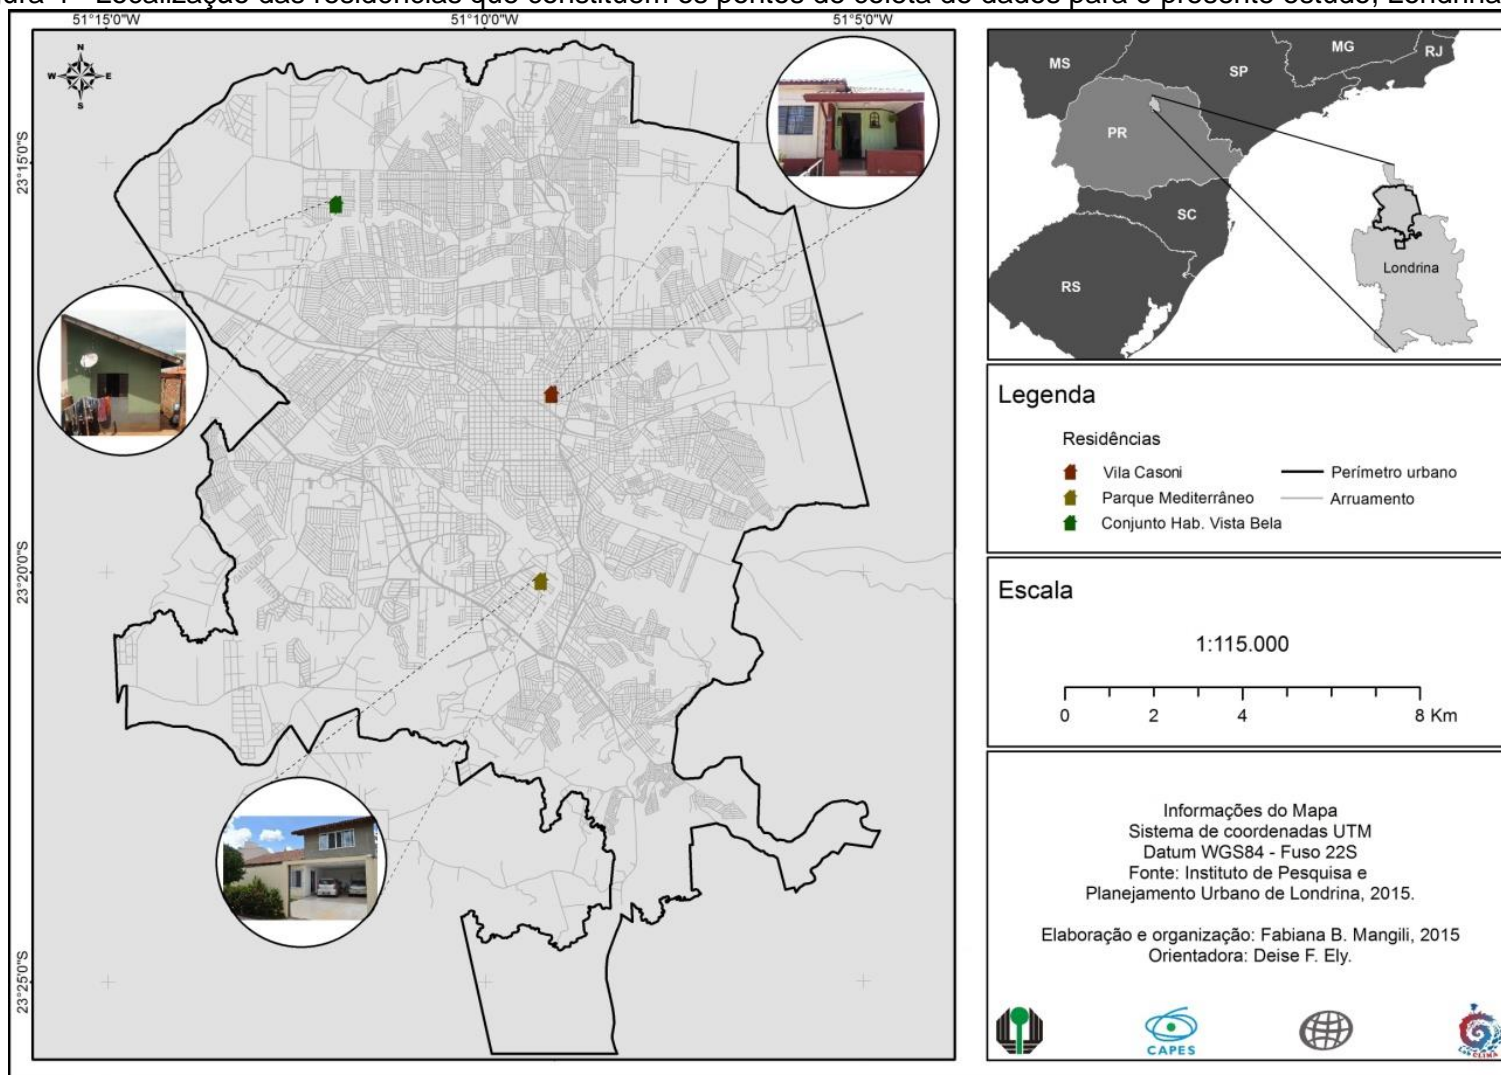 ura 1 - Localização das residências que constituem os pontos de coleta de dados para o presente estudo, Londrina
51°15'0"W 51°10'0"W 51°5'0"W
N
W E
S
23°15'0"S
23°20'0"S
23°25'0"S
MS
SP
MG
RJ
PR
SC
RS
Londrina
Legenda
Residências
Vila Casoni
Parque Mediterrâneo
Conjunto Hab. Vista Bela
Perímetro urbano
Arruamento
Escala
1:115.000
0 2 4 8 Km
Informações do Mapa
Sistema de coordenadas UTM
Datum WGS84 - Fuso 22S
Fonte: Instituto de Pesquisa e
Planejamento Urbano de Londrina, 2015.
Elaboração e organização: Fabiana B. Mangili, 2015
Orientadora: Deise F. Ely.
CAPES
CLIMA